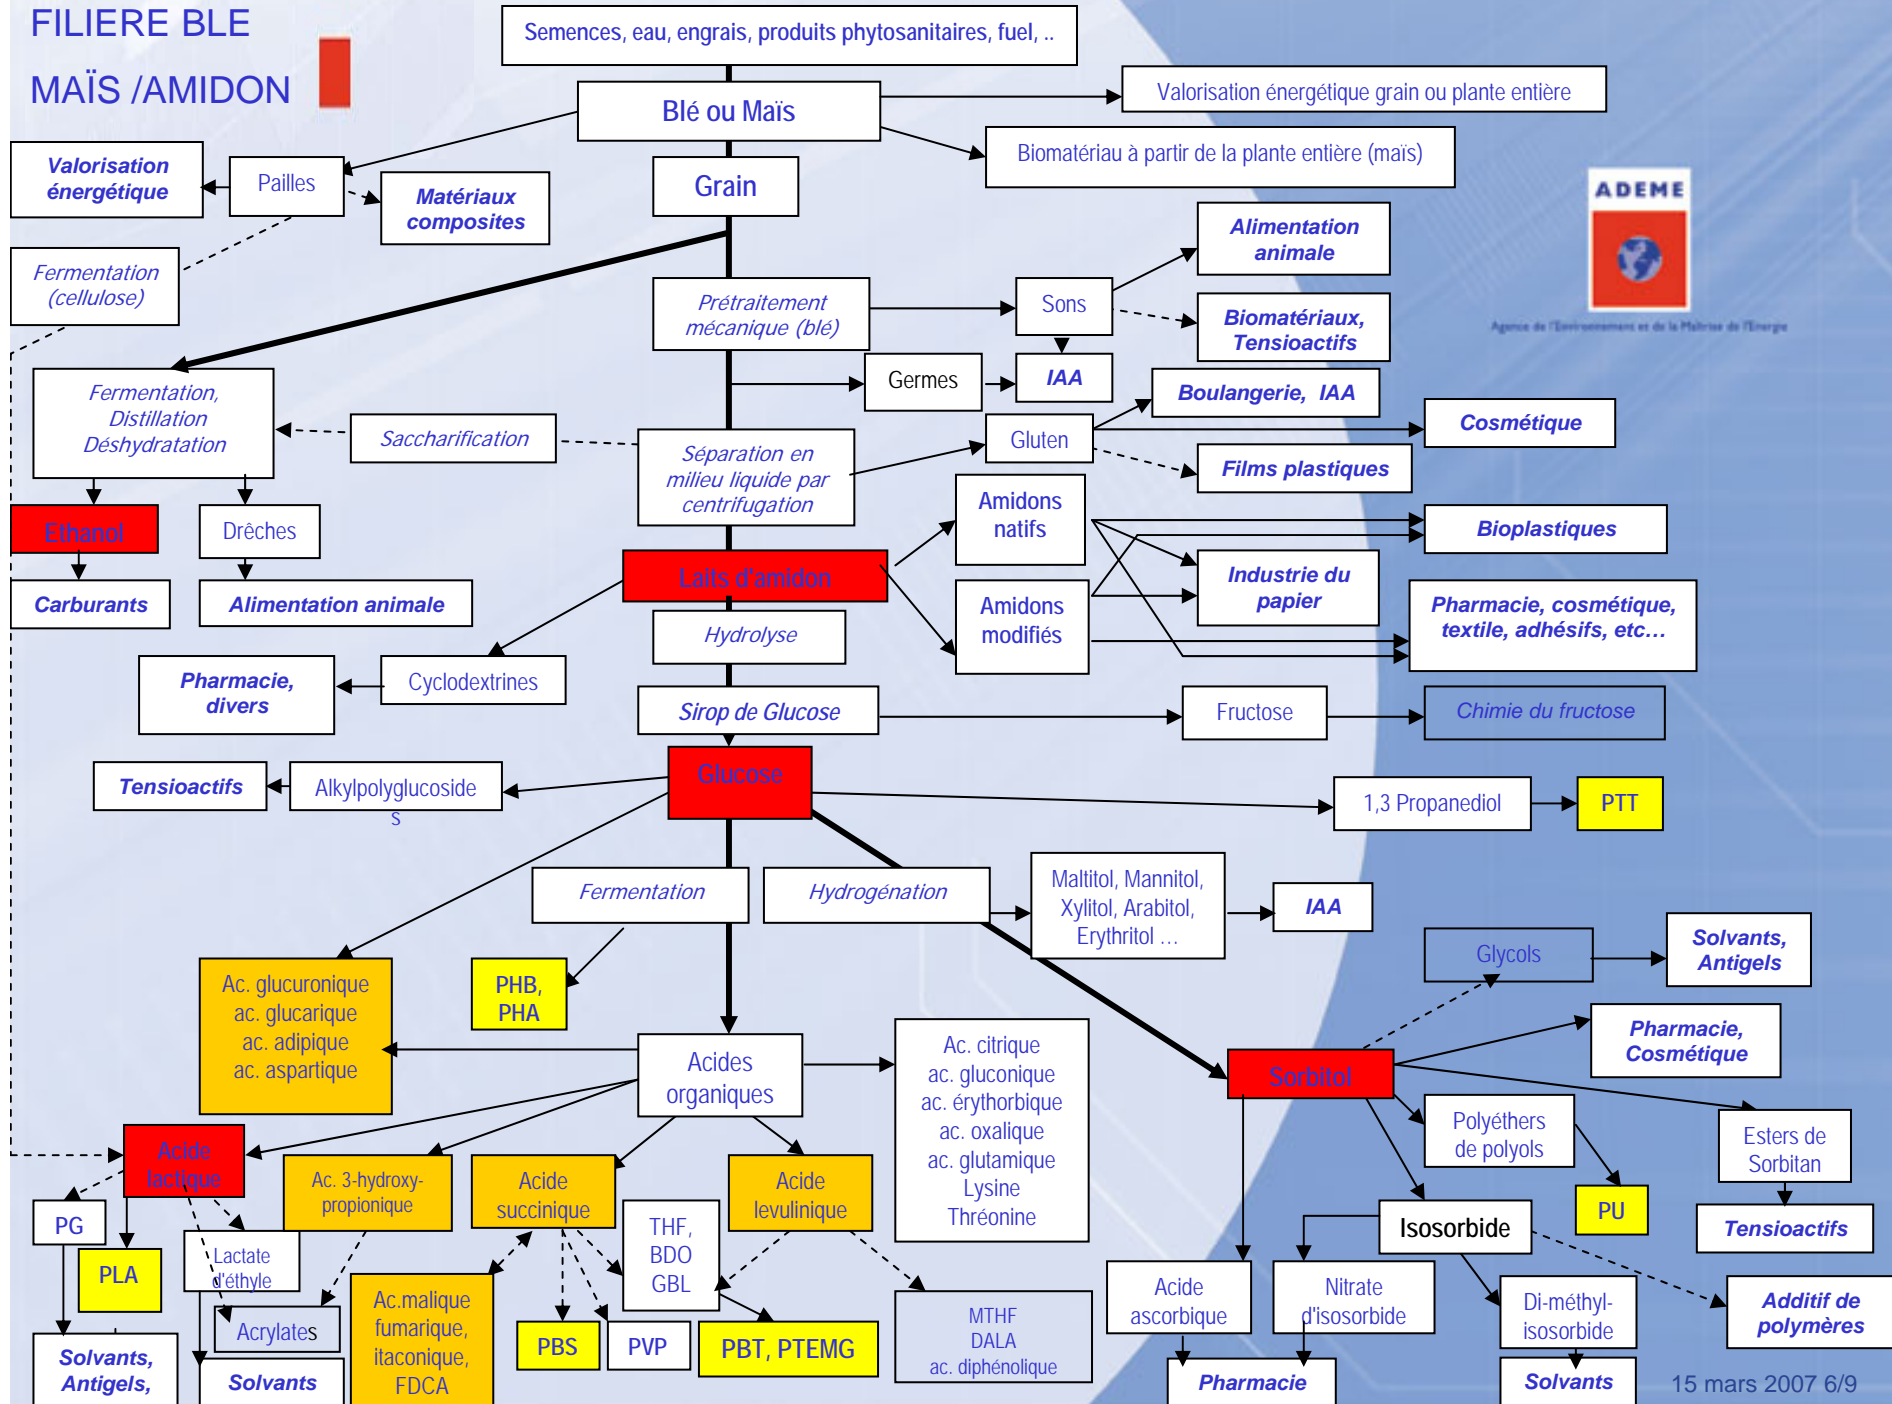 FILIERE BLE
MAÏS /AMIDON
Semences, eau, engrais, produits phytosanitaires, fuel, ..
Blé ou Maïs
Valorisation énergétique grain ou plante entière
Biomatériau à partir de la plante entière (maïs)
Valorisation
énergétique
Pailles
Matériaux
composites
Grain
ADEME
Agence de l'Environnement et de la Maîtrise de l'Energie
Fermentation
(cellulose)
Prétraitement
mécanique (blé)
Sons
Alimentation
animale
Biomatériaux,
Tensioactifs
Germes
IAA
Boulangerie, IAA
Fermentation,
Distillation
Déshydratation
Saccharification
Séparation en
milieu liquide par
centrifugation
Gluten
Cosmétique
Films plastiques
Ethanol
Drêches
Amidons
natifs
Bioplastiques
Laits d'amidon
Industrie du
papier
Carburants
Alimentation animale
Hydrolyse
Amidons
modifiés
Pharmacie, cosmétique,
textile, adhésifs, etc...
Pharmacie,
divers
Cyclodextrines
Sirop de Glucose
Fructose
Chimie du fructose
Glucose
Tensioactifs
Alkylpolyglucoside
s
1,3 Propanediol
PTT
Fermentation
Hydrogénation
Maltitol, Mannitol,
Xylitol, Arabitol,
Erythritol ...
IAA
Glycols
Solvants,
Antigels
Ac. glucuronique
ac. glucarique
ac. adipique
ac. aspartique
PHB,
PHA
Acides
organiques
Ac. citrique
ac. gluconique
ac. érythorbique
ac. oxalique
ac. glutamique
Lysine
Thréonine
Sorbitol
Pharmacie,
Cosmétique
Polyéthers
de polyols
Esters de
Sorbitan
Acide
lactique
Ac. 3-hydroxy-
propionique
Acide
succinique
Acide
levulinique
PU
Tensioactifs
PG
PLA
Lactate
d'éthyle
THF,
BDO
GBL
Isosorbide
Acrylates
Ac.malique
fumarique,
itaconique,
FDCA
PBS
PVP
PBT, PTEMG
MTHF
DALA
ac. diphénolique
Acide
ascorbique
Nitrate
d'isosorbide
Di-méthyl-
isosorbide
Additif de
polymères
Solvants,
Antigels,
Solvants
Pharmacie
Solvants
15 mars 2007 6/9